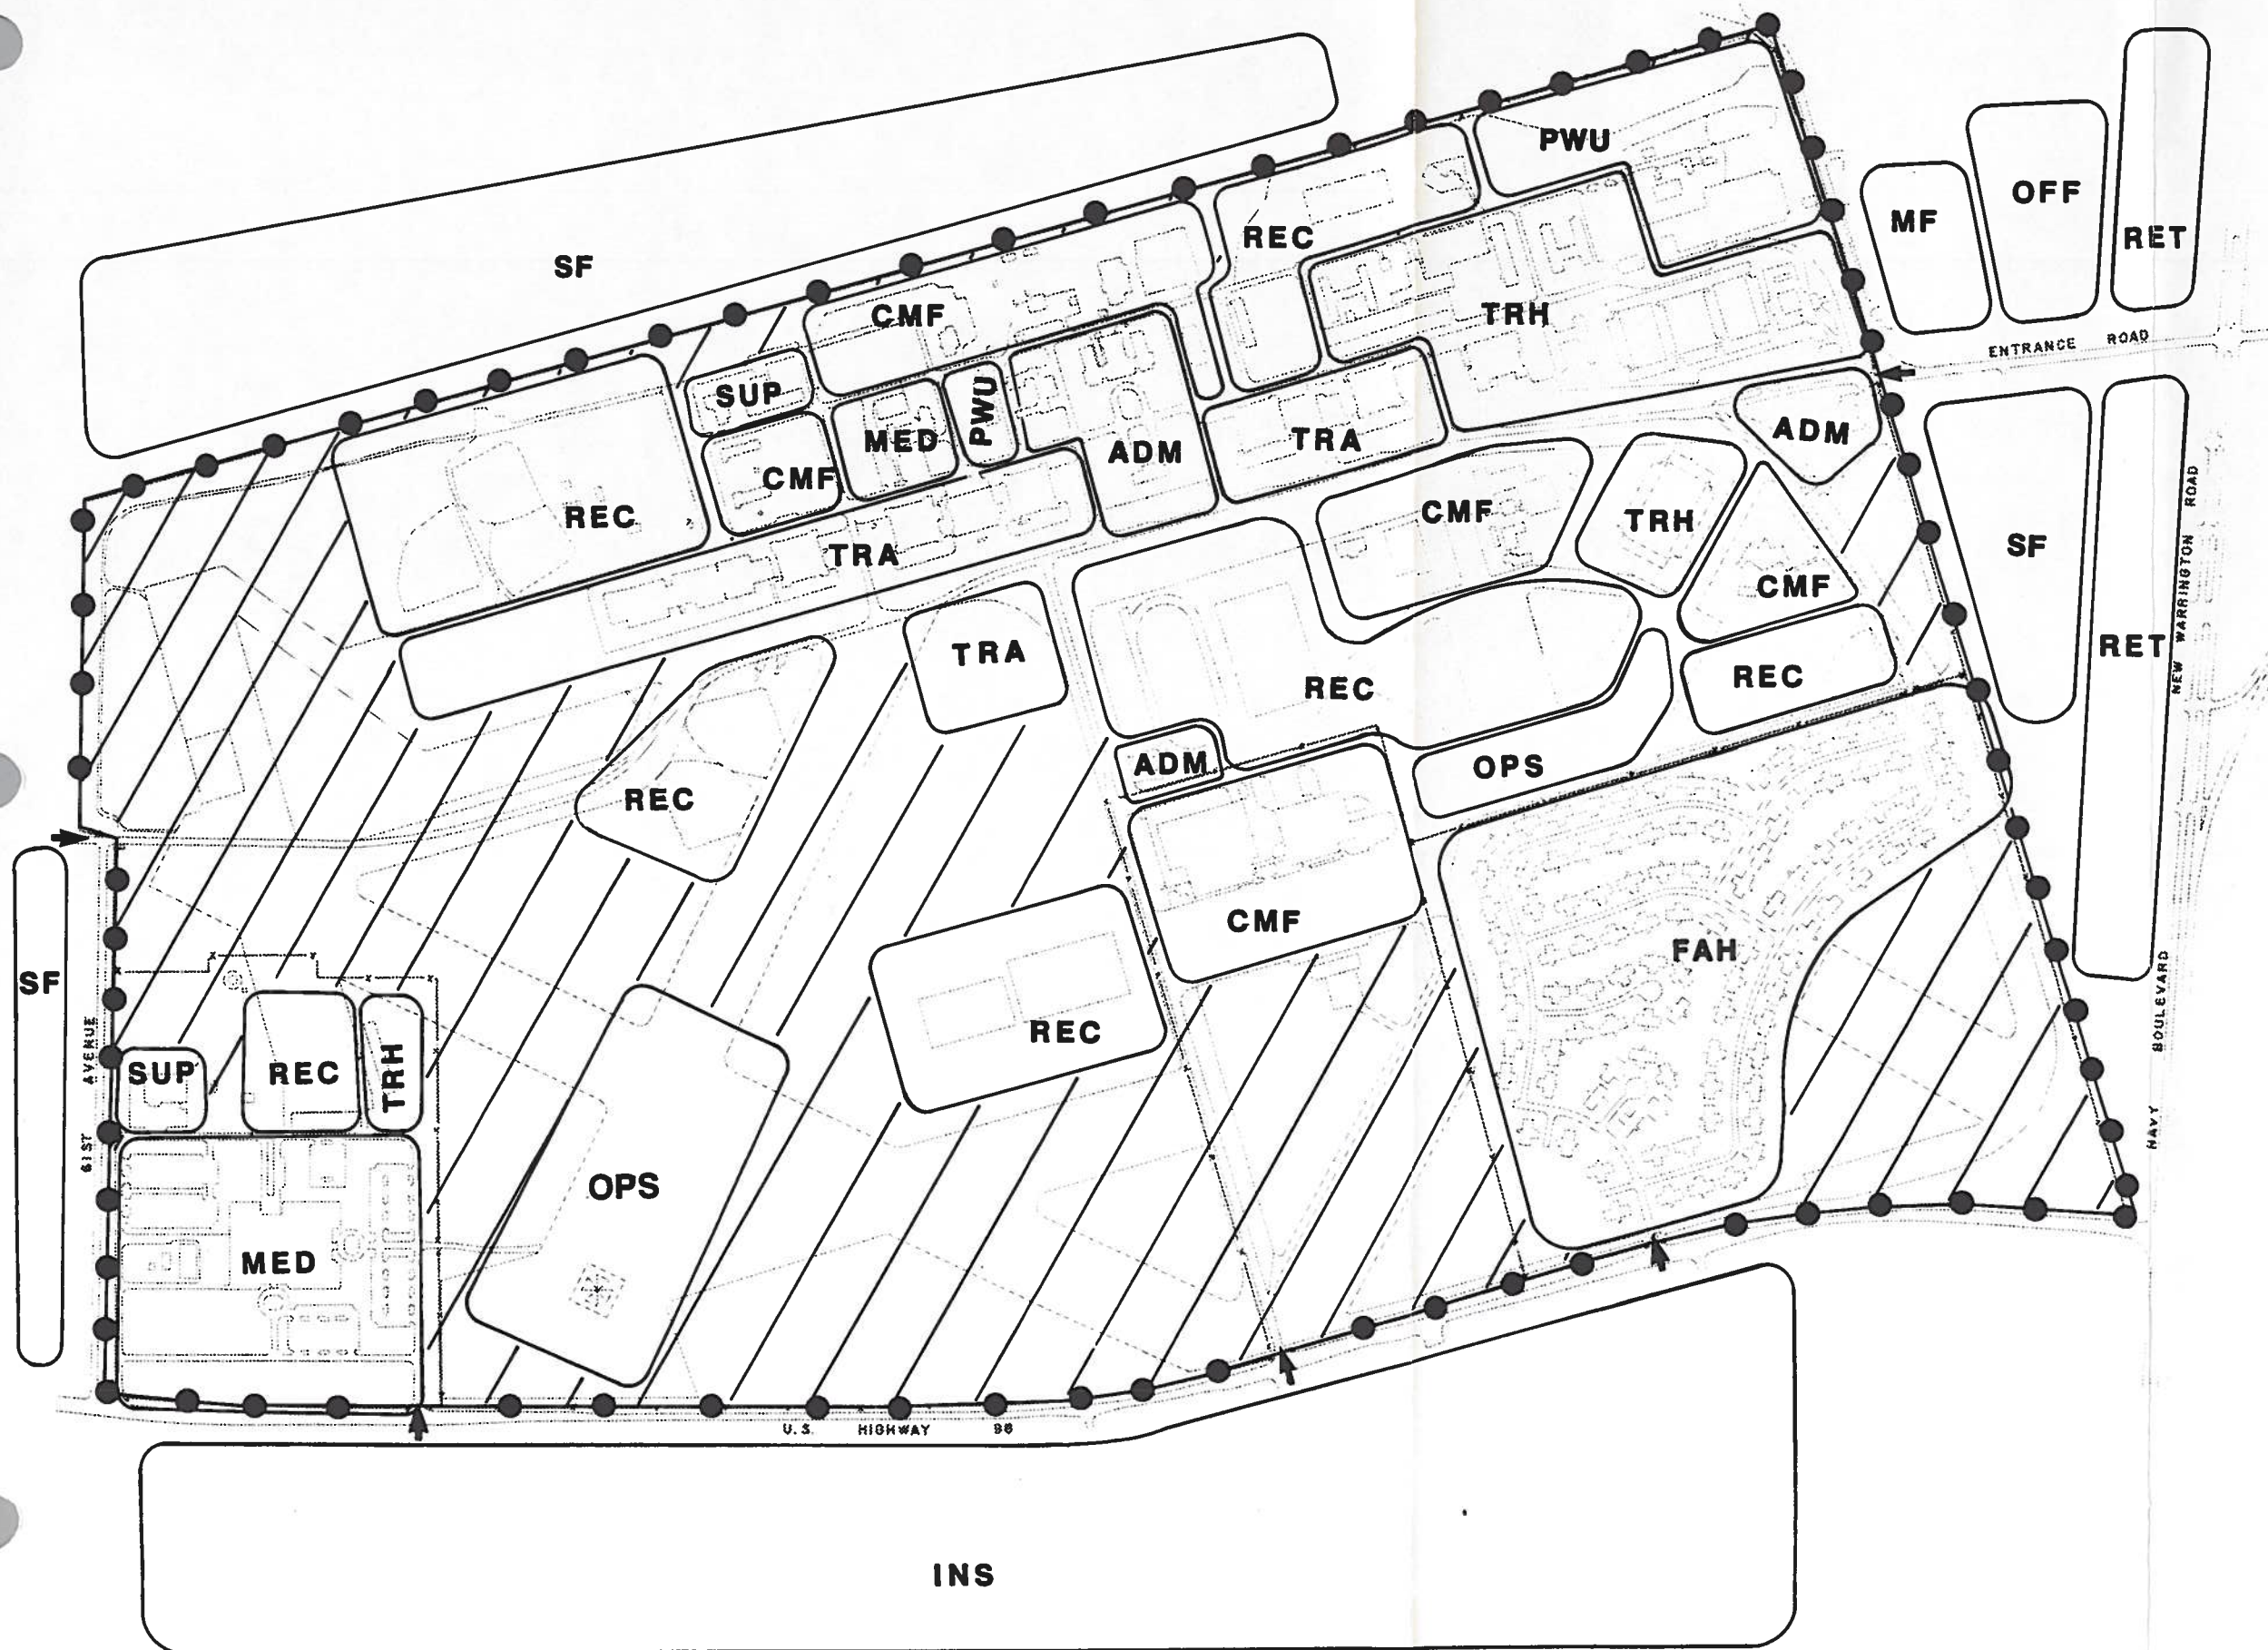 PWU
OFF
MF
RET
REC
SF
TRH
CMF
ENTRANCE ROAD
SUP
PWU
MED
ADM
TRA
ADM
CMF
CMF
TRH
REC
SF
TRA
CMF
TRA
RET
NEW WARRINGTON ROAD
REC
REC
ADM
OPS
REC
CMF
FAH
SF
REC
BOULEVARD
61ST AVENUE
SUP
REC
TRH
NAVY
OPS
MED
U.S. HIGHWAY 98
INS